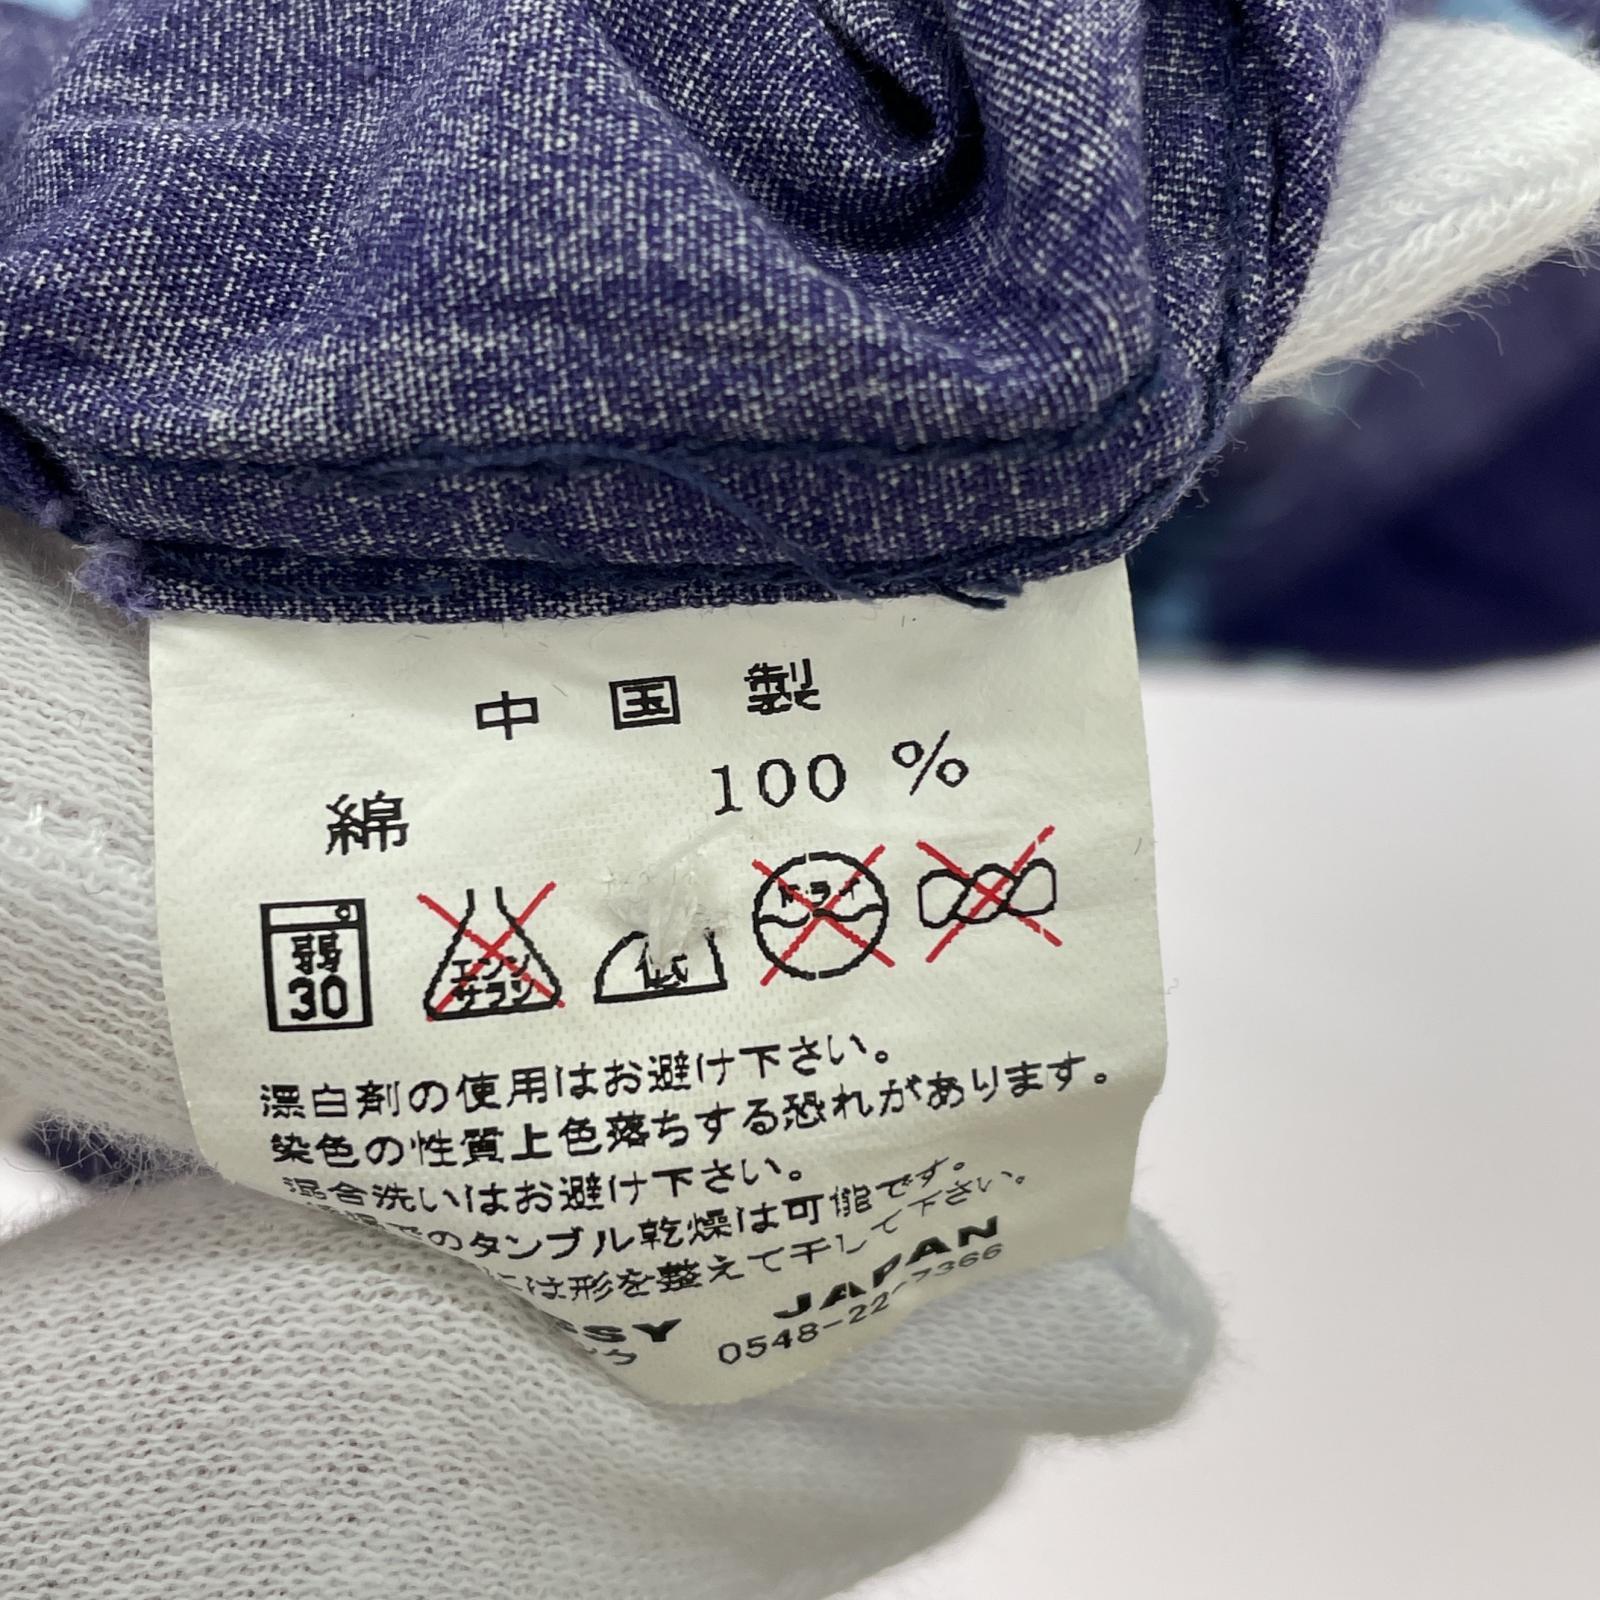 中国製
綿 100 %
弱 30
エンソ サラシ
低
ドライ
漂白剤の使用はお避け下さい。
染色の性質上色落ちする恐れがあります。
混合洗いはお避け下さい。
でのタンブル乾燥は可能です。
は形を整えて干して下さい。
JAPAN
0548-22-7366